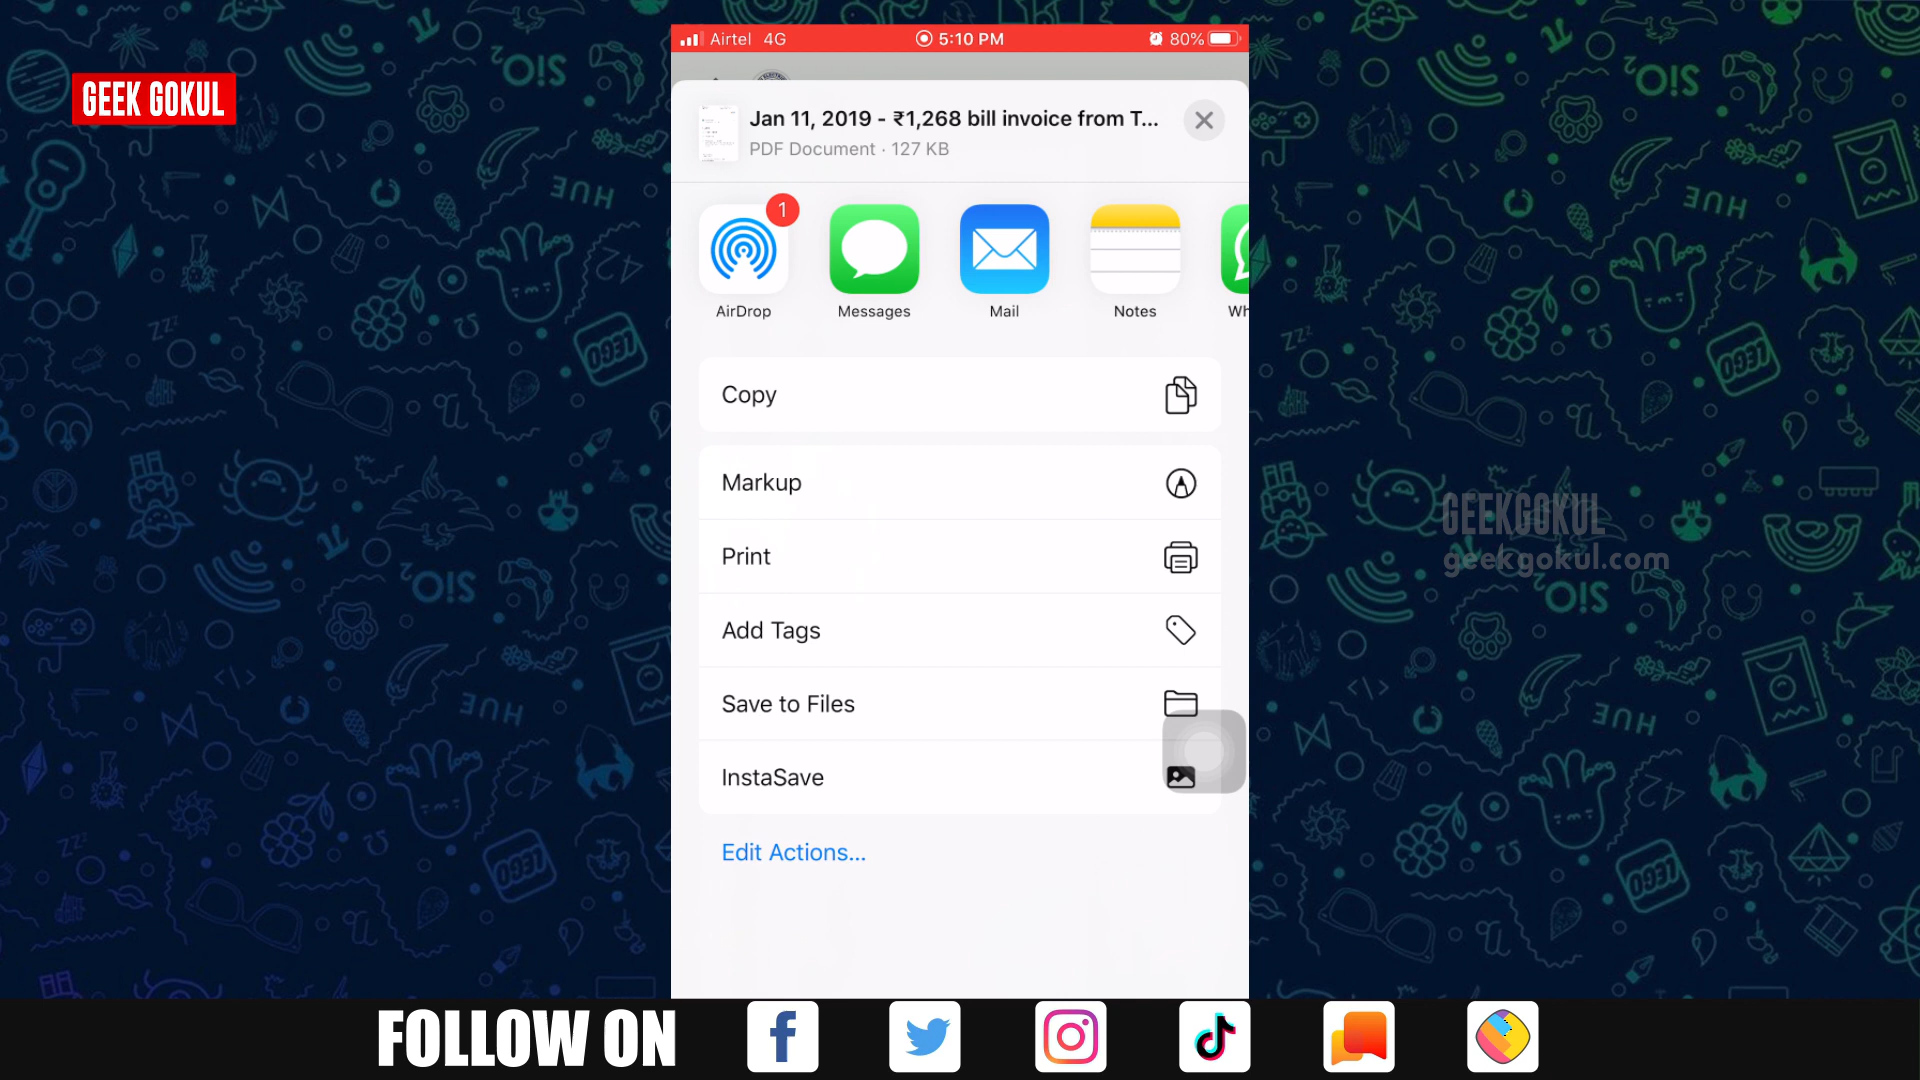 Airtel 4G 5:10 PM 80%
GEEK GOKUL
Jan 11, 2019 - ₹1,268 bill invoice from T...
PDF Document · 127 KB
1
AirDrop Messages Mail Notes Wh
Copy
Markup
GEEKGOKUL
geekgokul.com
Print
Add Tags
Save to Files
InstaSave
Edit Actions...
FOLLOW ON